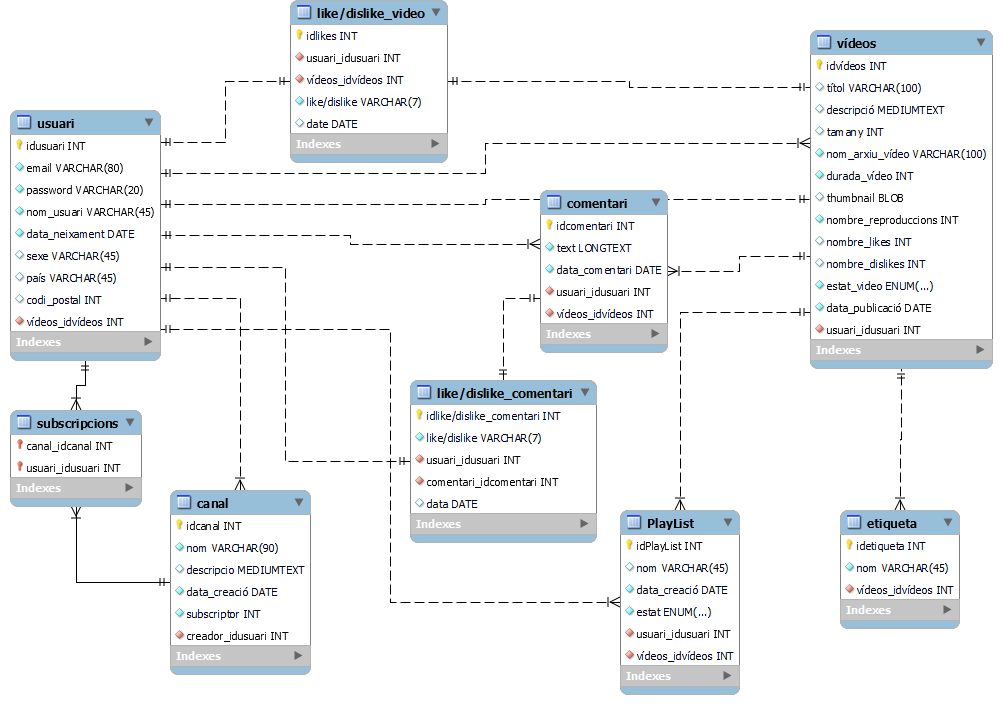 like/dislike_video
idlikes INT
usuari_idusuari INT
vídeos_idvídeos INT
like/dislike VARCHAR(7)
date DATE
Indexes
vídeos
idvídeos INT
títol VARCHAR(100)
descripció MEDIUMTEXT
tamany INT
nom_arxiu_vídeo VARCHAR(100)
durada_vídeo INT
thumbnail BLOB
nombre_reproduccions INT
nombre_likes INT
nombre_dislikes INT
estat_video ENUM(...)
data_publicació DATE
usuari_idusuari INT
Indexes
usuari
idusuari INT
email VARCHAR(80)
password VARCHAR(20)
nom_usuari VARCHAR(45)
data_neixament DATE
sexe VARCHAR(45)
país VARCHAR(45)
codi_postal INT
vídeos_idvídeos INT
Indexes
comentari
idcomentari INT
text LONGTEXT
data_comentari DATE
usuari_idusuari INT
vídeos_idvídeos INT
Indexes
like/dislike_comentari
idlike/dislike_comentari INT
like/dislike VARCHAR(7)
usuari_idusuari INT
comentari_idcomentari INT
data DATE
Indexes
subscripcions
canal_idcanal INT
usuari_idusuari INT
Indexes
canal
idcanal INT
nom VARCHAR(90)
descripcio MEDIUMTEXT
data_creació DATE
subscriptor INT
creador_idusuari INT
Indexes
PlayList
idPlayList INT
nom VARCHAR(45)
data_creació DATE
estat ENUM(...)
usuari_idusuari INT
vídeos_idvídeos INT
Indexes
etiqueta
idetiqueta INT
nom VARCHAR(45)
vídeos_idvídeos INT
Indexes